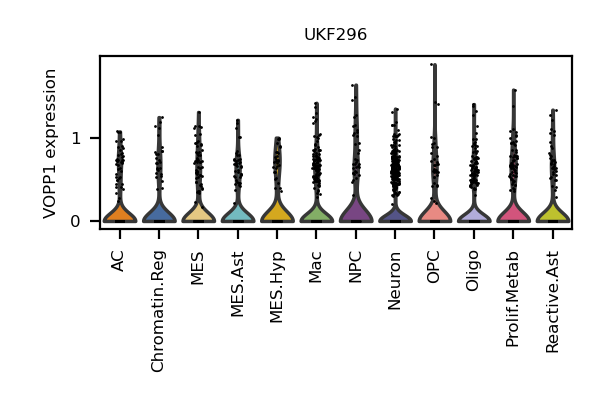 UKF296
VOPP1 expression
1
0
AC
Chromatin.Reg
MES
MES.Ast
MES.Hyp
Mac
NPC
Neuron
OPC
Oligo
Prolif.Metab
Reactive.Ast